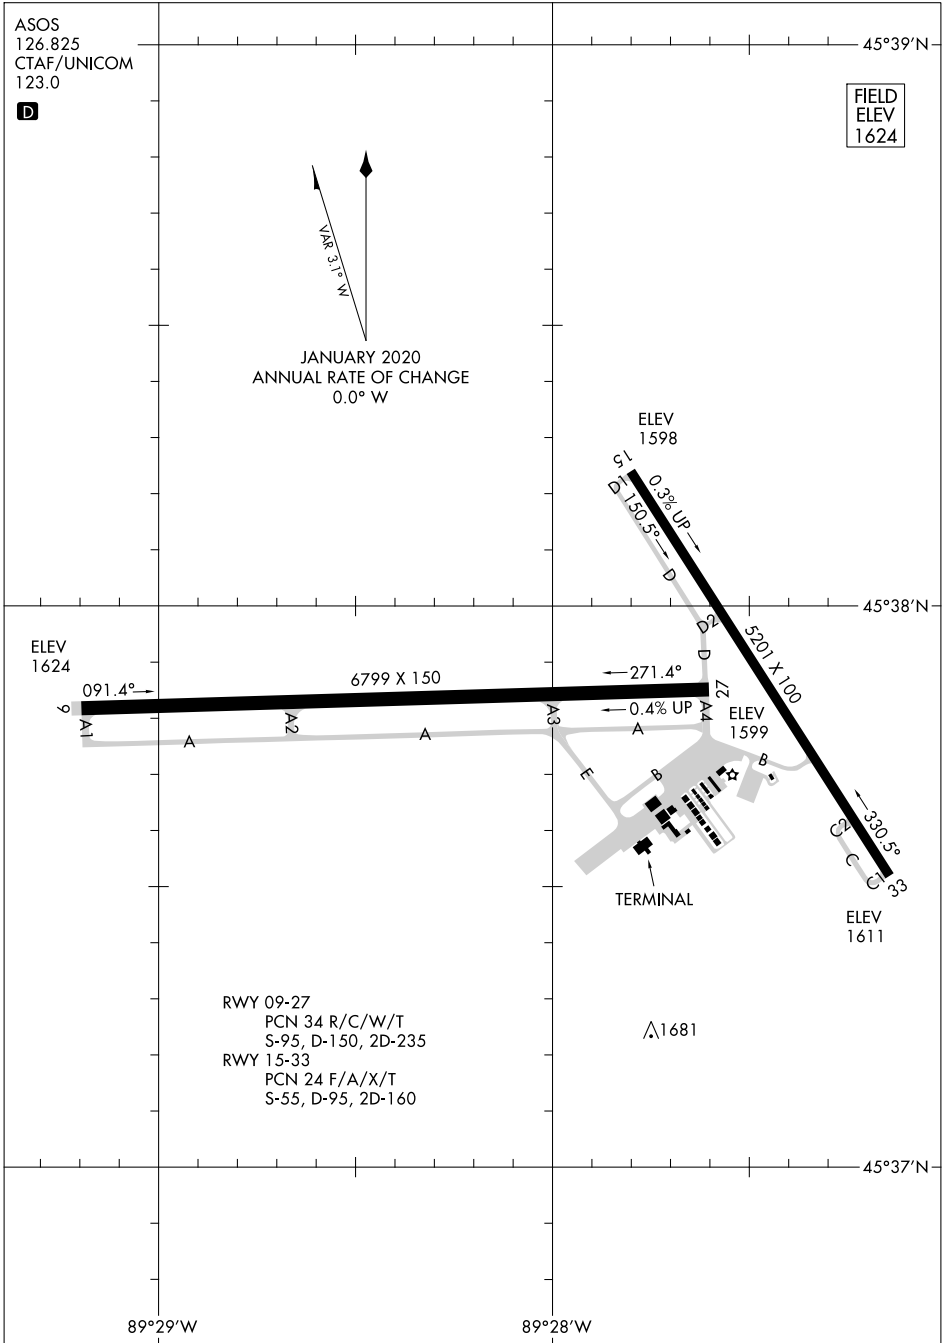 ASOS
126.825
CTAF/UNICOM
123.0
D
45°39'N
FIELD
ELEV
1624
VAR 3.1° W
JANUARY 2020
ANNUAL RATE OF CHANGE
0.0° W
ELEV
1598
15
D1
0.3% UP
150.5°
D
45°38'N
D2
D
5201 X 100
ELEV
1624
091.4°
6799 X 150
271.4°
27
9
A1
A2
A3
0.4% UP
A4
ELEV
1599
A
A
A
B
E
B
330.5°
C2
C
C1
33
TERMINAL
ELEV
1611
RWY 09-27
PCN 34 R/C/W/T
S-95, D-150, 2D-235
RWY 15-33
PCN 24 F/A/X/T
S-55, D-95, 2D-160
1681
45°37'N
89°29'W
89°28'W